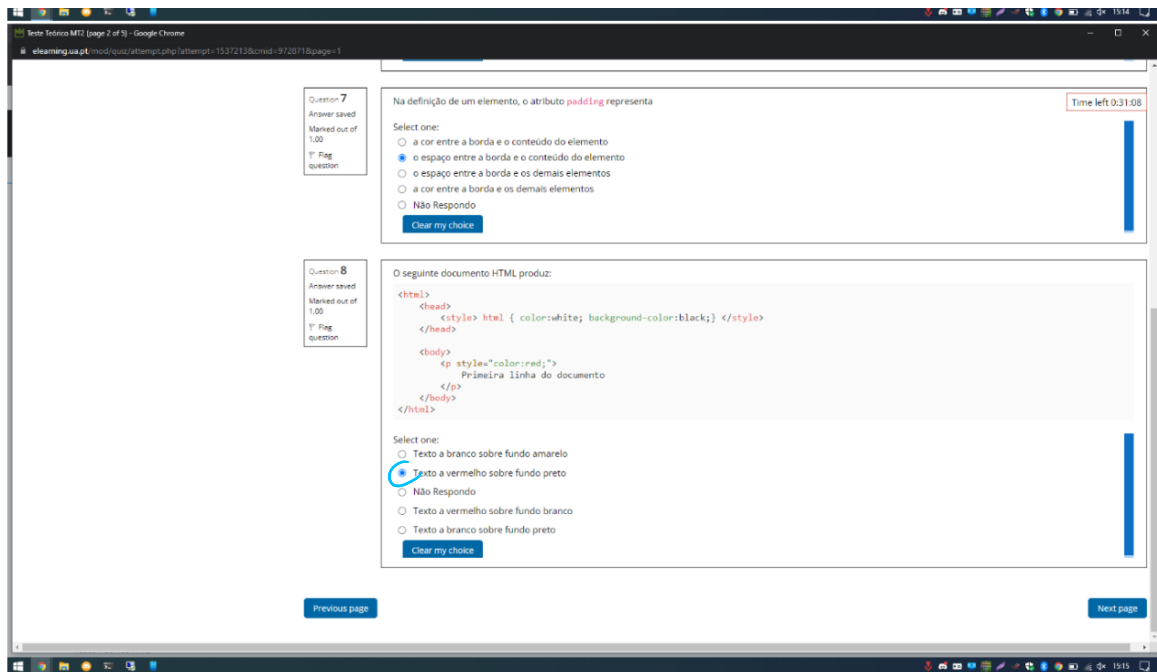 15:14
Teste Teórico MT2 (page 2 of 5) - Google Chrome
elearning.ua.pt/mod/quiz/attempt.php?attempt=1537213&cmid=972871&page=1
Question 7
Answer saved
Marked out of
1.00
Flag
question
Na definição de um elemento, o atributo padding representa
Time left 0:31:08
Select one:
a cor entre a borda e o conteúdo do elemento
o espaço entre a borda e o conteúdo do elemento
o espaço entre a borda e os demais elementos
a cor entre a borda e os demais elementos
Não Respondo
Clear my choice
Question 8
Answer saved
Marked out of
1.00
Flag
question
O seguinte documento HTML produz:
<html>
<head>
<style> html { color:white; background-color:black;} </style>
</head>
<body>
<p style="color:red;">
Primeira linha do documento
</p>
</body>
</html>
Select one:
Texto a branco sobre fundo amarelo
Texto a vermelho sobre fundo preto
Não Respondo
Texto a vermelho sobre fundo branco
Texto a branco sobre fundo preto
Clear my choice
Previous page
Next page
15:15